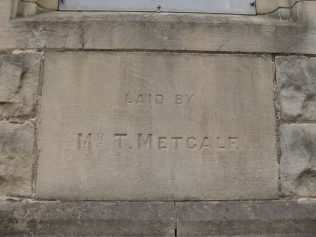 LAID BY
MR T. METCALF.